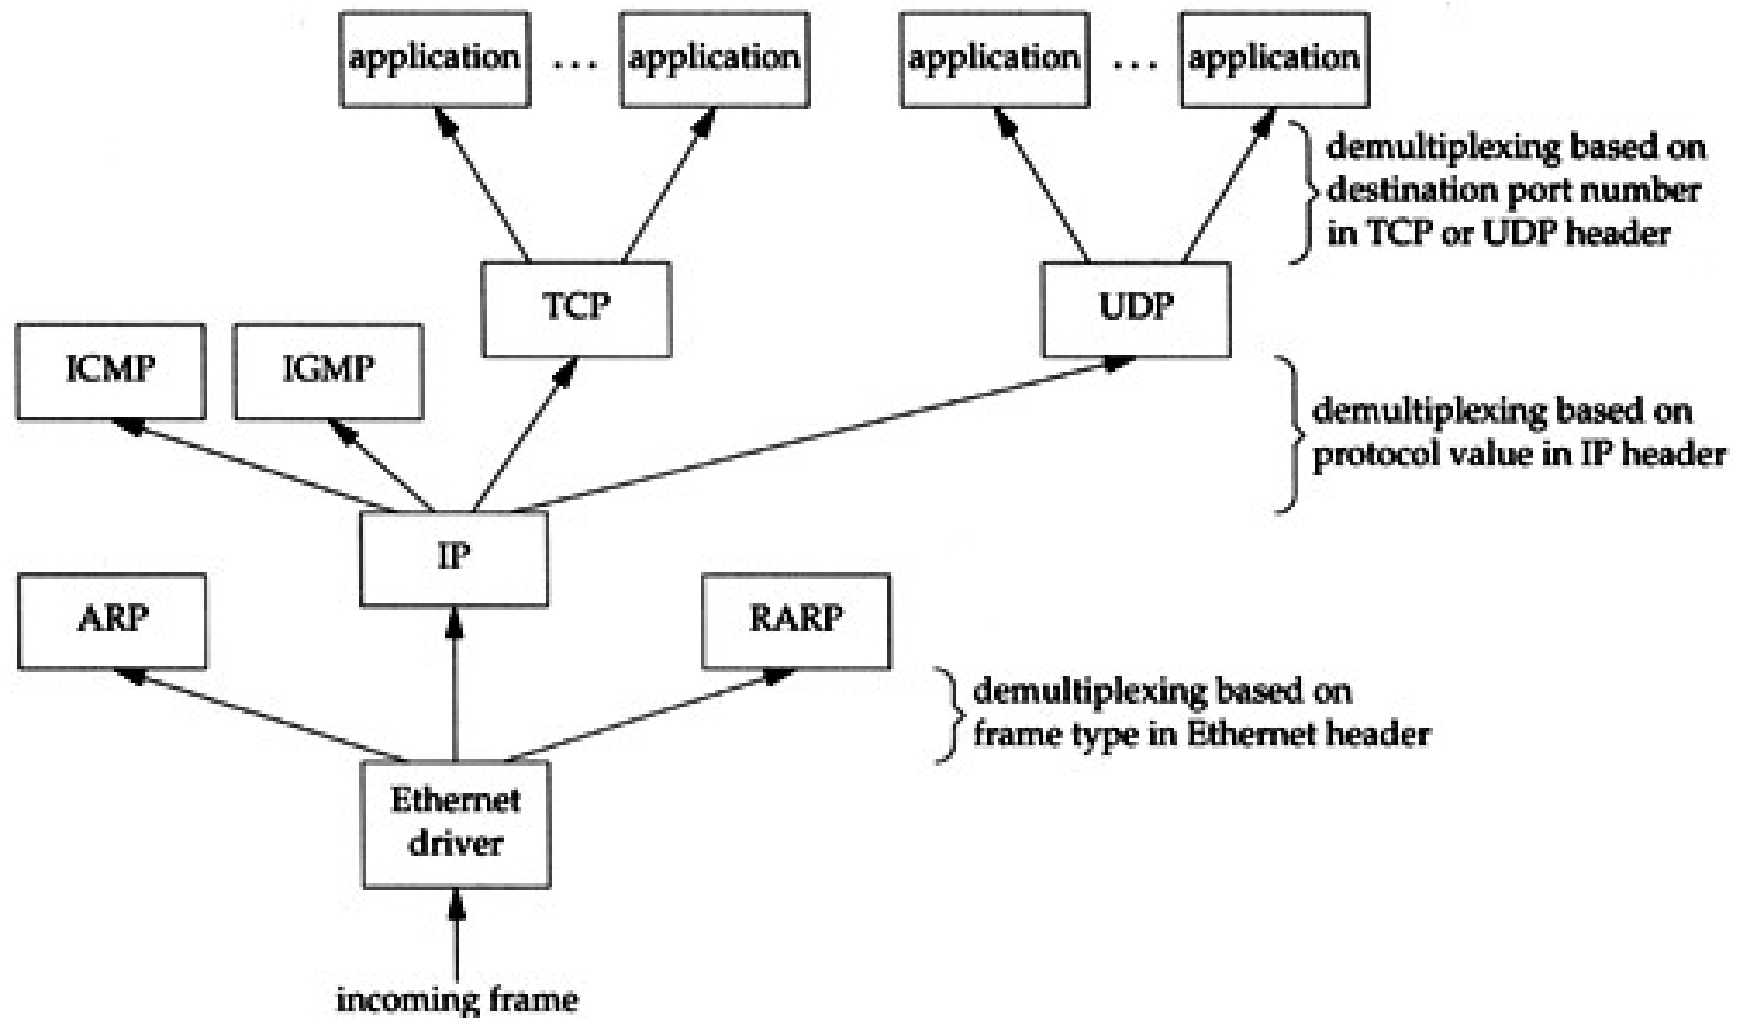 application ... application application ... application
demultiplexing based on
destination port number
in TCP or UDP header
TCP
UDP
ICMP
IGMP
demultiplexing based on
protocol value in IP header
IP
ARP
RARP
demultiplexing based on
frame type in Ethernet header
Ethernet
driver
incoming frame